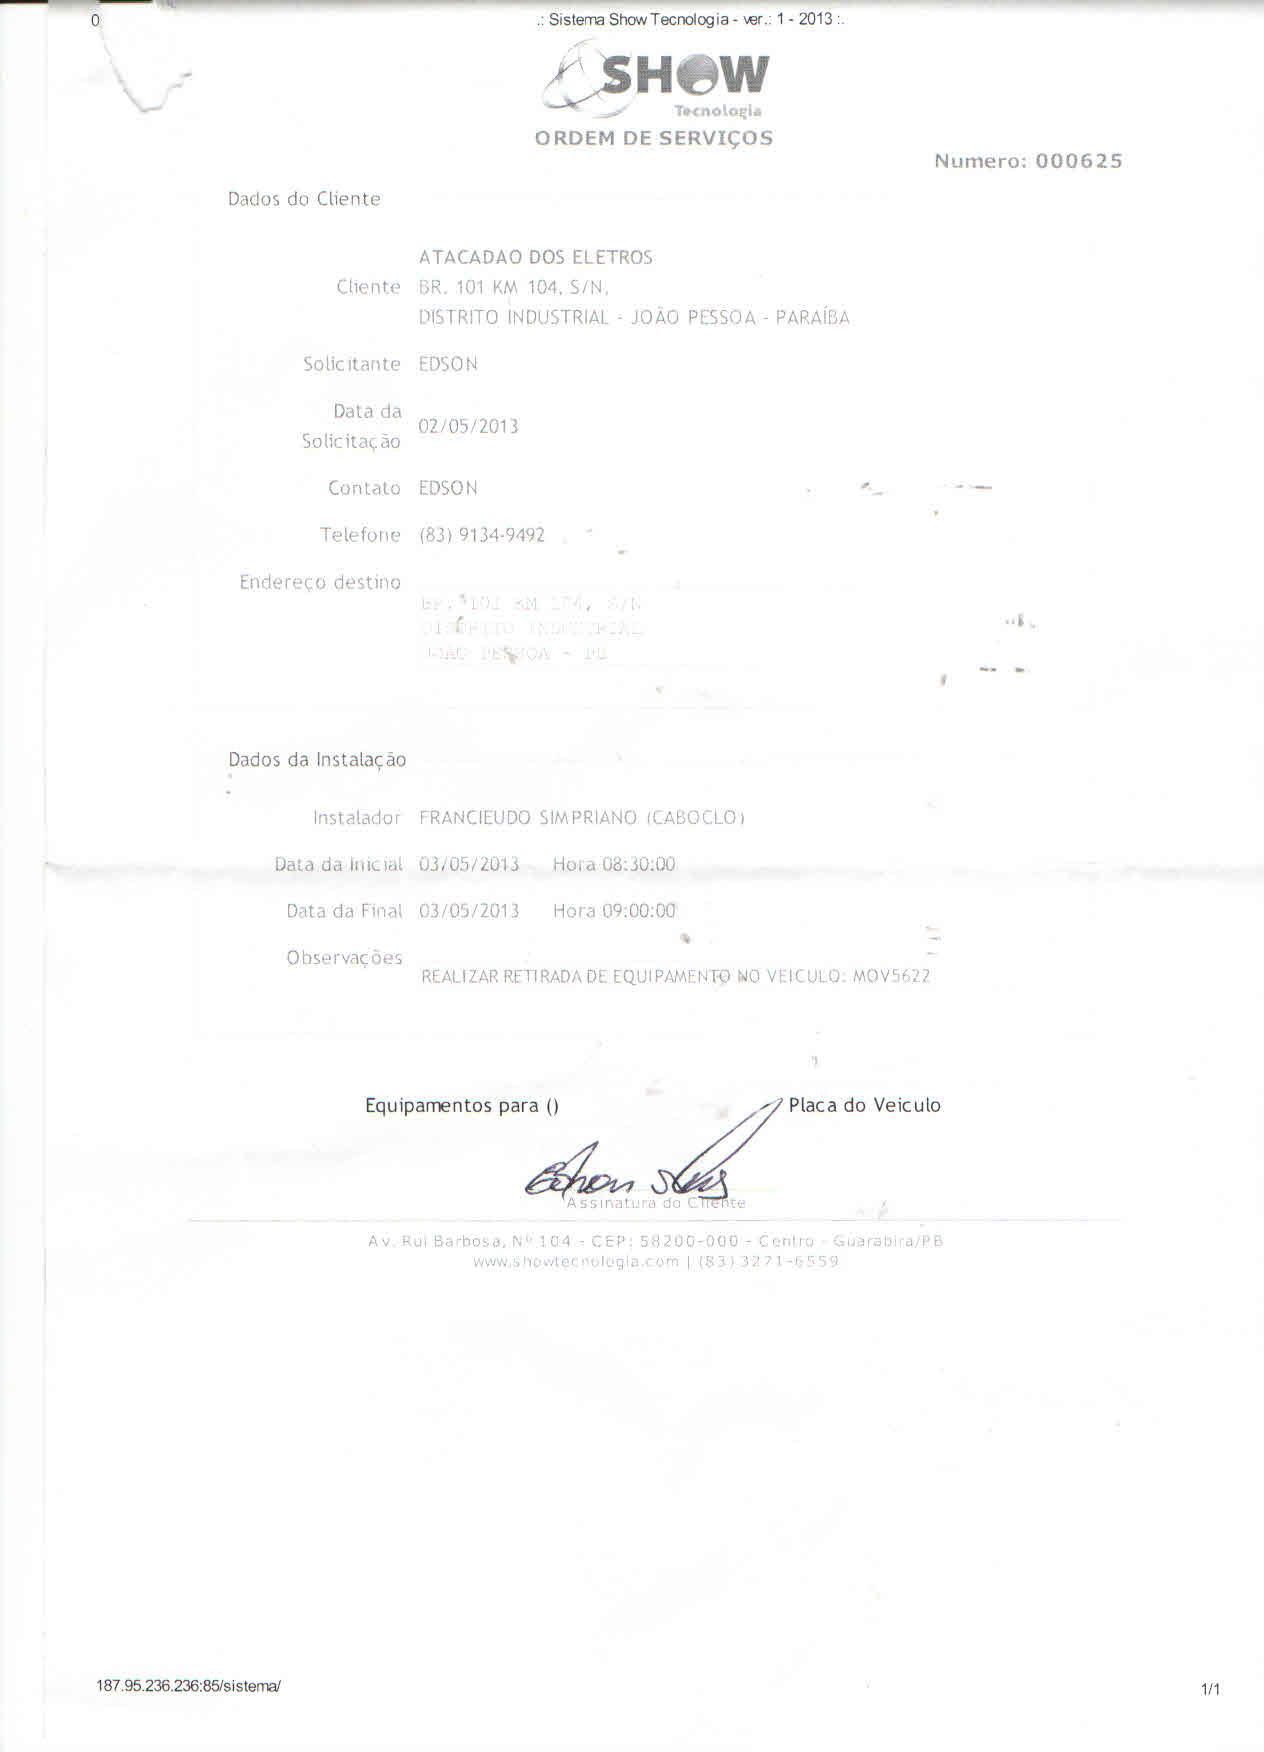 0
.: Sistema Show Tecnologia - ver.: 1 - 2013 :.
SHOW
Tecnologia
ORDEM DE SERVIÇOS
Numero: 000625
Dados do Cliente
ATACADAO DOS ELETROS
Cliente BR. 101 KM 104, S/N,
DISTRITO INDUSTRIAL - JOÃO PESSOA - PARAÍBA
Solicitante EDSON
Data da
Solicitação 02/05/2013
Contato EDSON
Telefone (83) 9134-9492
Endereço destino
BR. 101 KM 104, S/N
DISTRITO INDUSTRIAL
JOAO PESSOA - PB
Dados da Instalação
Instalador FRANCIEUDO SIMPRIANO (CABOCLO)
Data da Inicial 03/05/2013 Hora 08:30:00
Data da Final 03/05/2013 Hora 09:00:00
Observações
REALIZAR RETIRADA DE EQUIPAMENTO NO VEICULO: MOV5622
Equipamentos para () Placa do Veiculo
Assinatura do Cliente
Av. Rui Barbosa, Nº 104 - CEP: 58200-000 - Centro - Guarabira/PB
www.showtecnologia.com | (83) 3271-6559
187.95.236.236:85/sistema/ 1/1